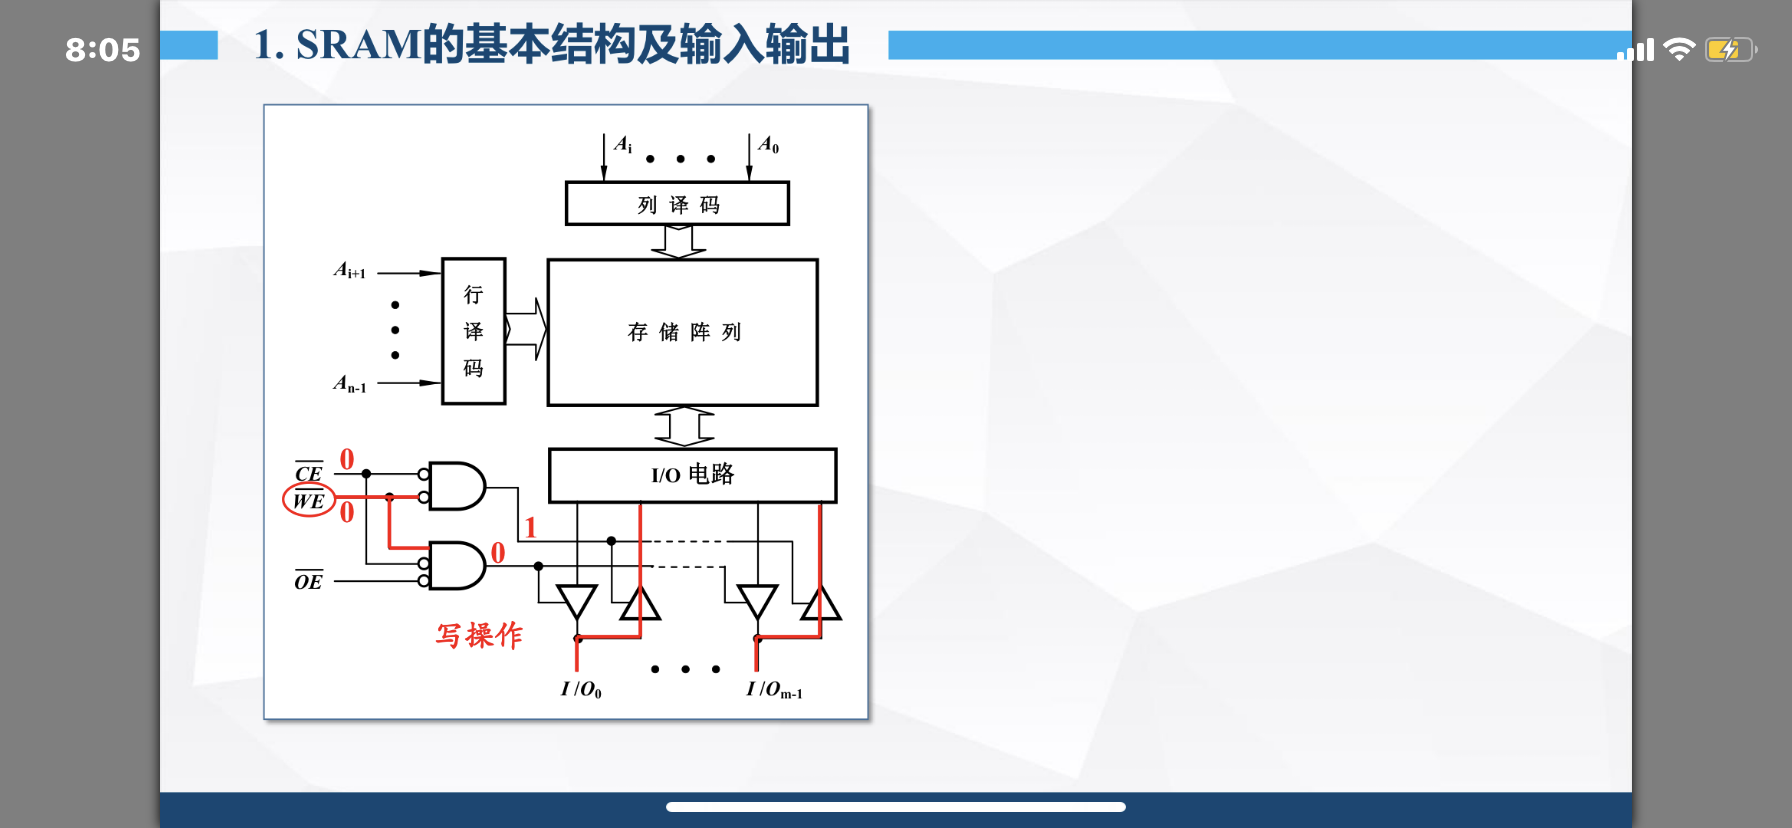 8:05
1. SRAM的基本结构及输入输出
Ai • • • A0
列译码
Ai+1
行译码
存储阵列
An-1
CE 0
I/O 电路
WE 0
1
0
OE
写操作
• • •
I/O0 I/Om-1